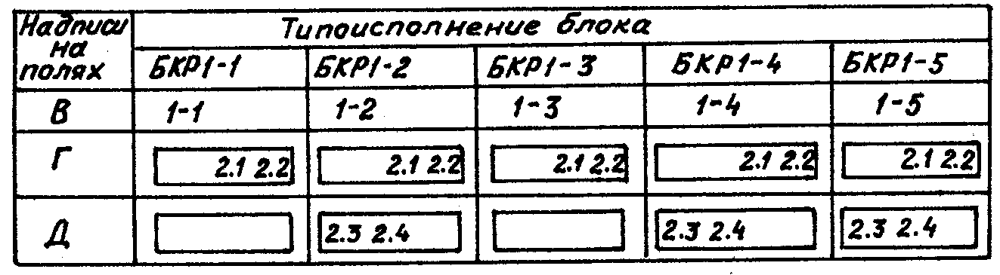 Надписи на полях Типоисполнение блока
БКР1-1 БКР1-2 БКР1-3 БКР1-4 БКР1-5
В 1-1 1-2 1-3 1-4 1-5
Г 2.1 2.2 2.1 2.2 2.1 2.2 2.1 2.2 2.1 2.2
Д 2.3 2.4 2.3 2.4 2.3 2.4